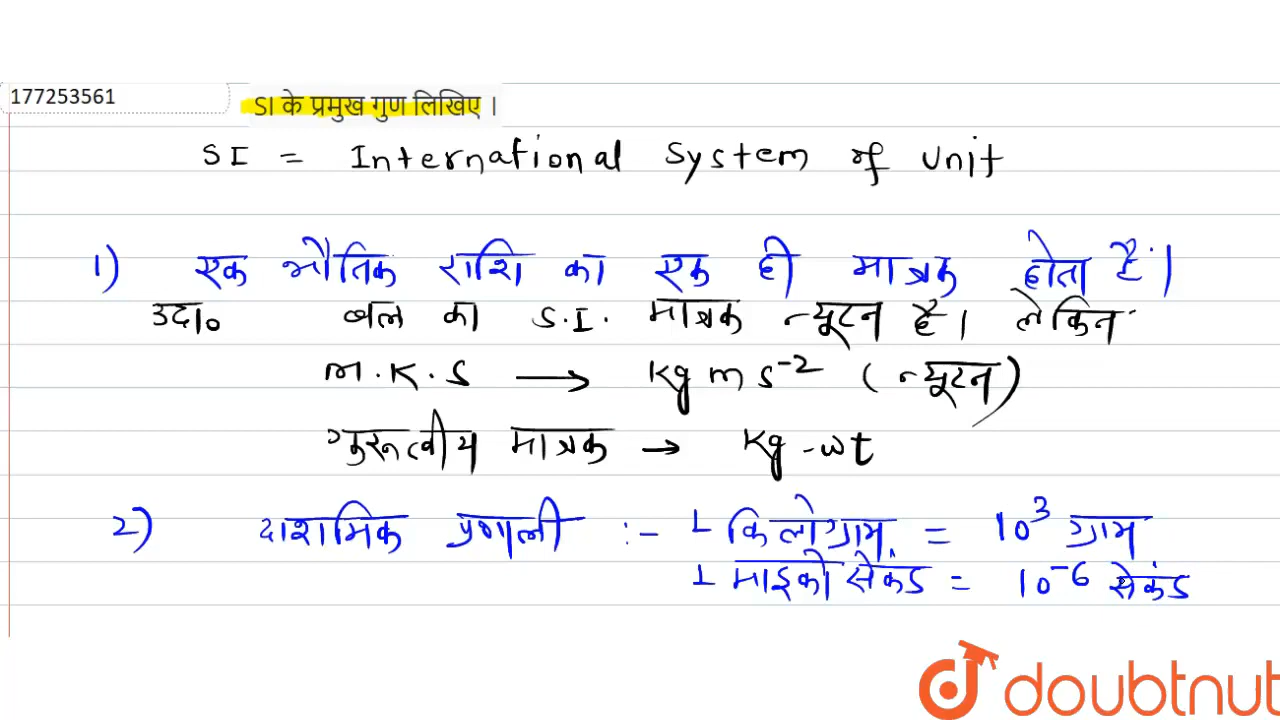 177253561
SI के प्रमुख गुण लिखिए ।
SI = International System of Unit
1) एक भौतिक राशि का एक ही मात्रक होता है।
उदा० बल का S.I. मात्रक न्यूटन है। लेकिन
M.K.S → Kg m s⁻² (न्यूटन)
गुरुत्वीय मात्रक → Kg-wt
2) दाशमिक प्रणाली :- 1 किलोग्राम = 10³ ग्राम
1 माइको सेकंड = 10⁻⁶ सेकंड
doubtnut